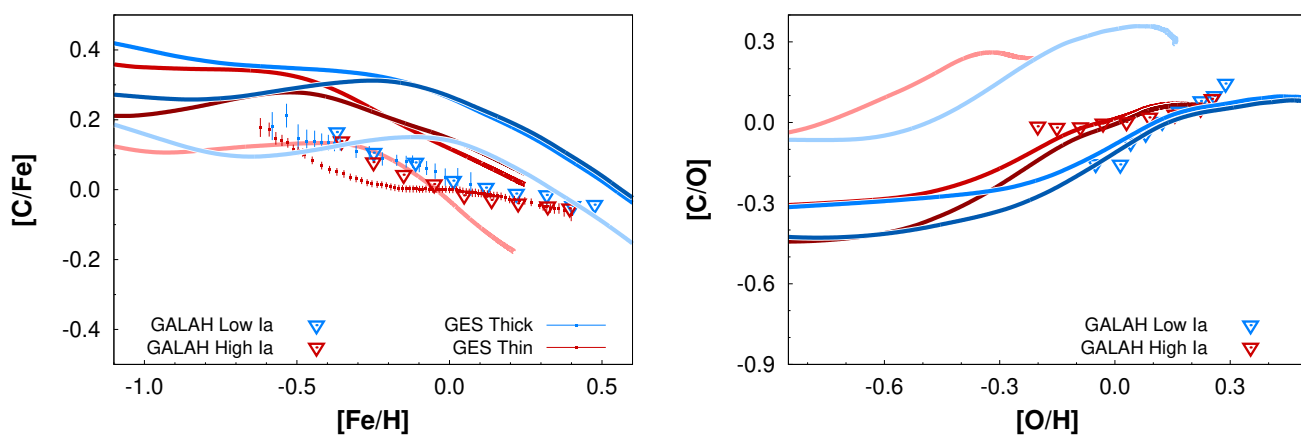 0.4
0.2
0.0
-0.2
-0.4
[C/Fe]
GALAH Low Ia
GALAH High Ia
GES Thick
GES Thin
-1.0 -0.5 0.0 0.5
[Fe/H]
0.3
0.0
-0.3
-0.6
-0.9
[C/O]
GALAH Low Ia
GALAH High Ia
-0.6 -0.3 0.0 0.3
[O/H]